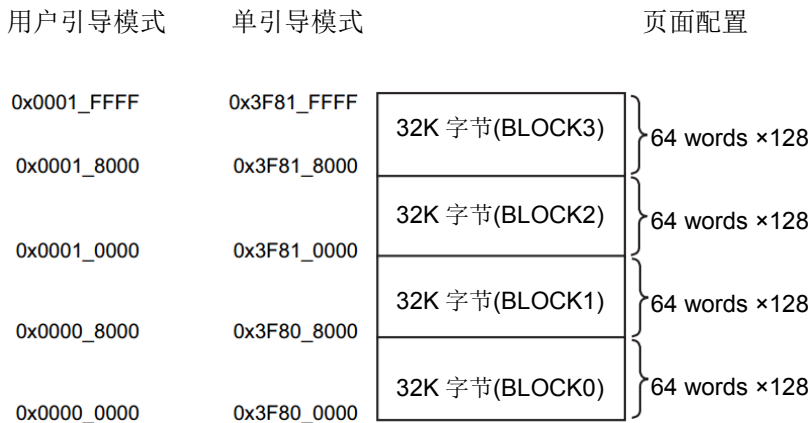 用户引导模式 单引导模式 页面配置
0x0001_FFFF 0x3F81_FFFF 32K 字节(BLOCK3) 64 words ×128
0x0001_8000 0x3F81_8000
32K 字节(BLOCK2) 64 words ×128
0x0001_0000 0x3F81_0000
32K 字节(BLOCK1) 64 words ×128
0x0000_8000 0x3F80_8000
32K 字节(BLOCK0) 64 words ×128
0x0000_0000 0x3F80_0000